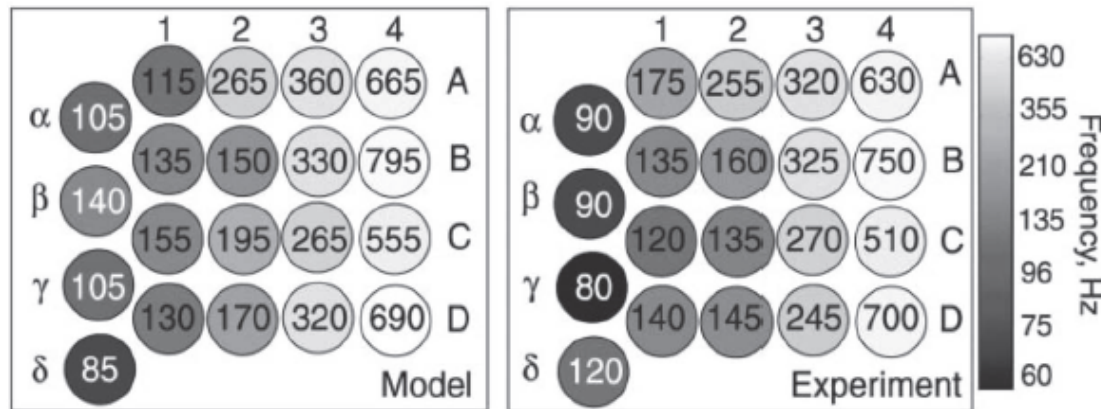 1 2 3 4
115 265 360 665 A
α 105
135 150 330 795 B
β 140
155 195 265 555 C
γ 105
130 170 320 690 D
δ 85
Model
1 2 3 4
175 255 320 630 A
α 90
135 160 325 750 B
β 90
120 135 270 510 C
γ 80
140 145 245 700 D
δ 120
Experiment
630
355
210
135
96
75
60
Frequency, Hz